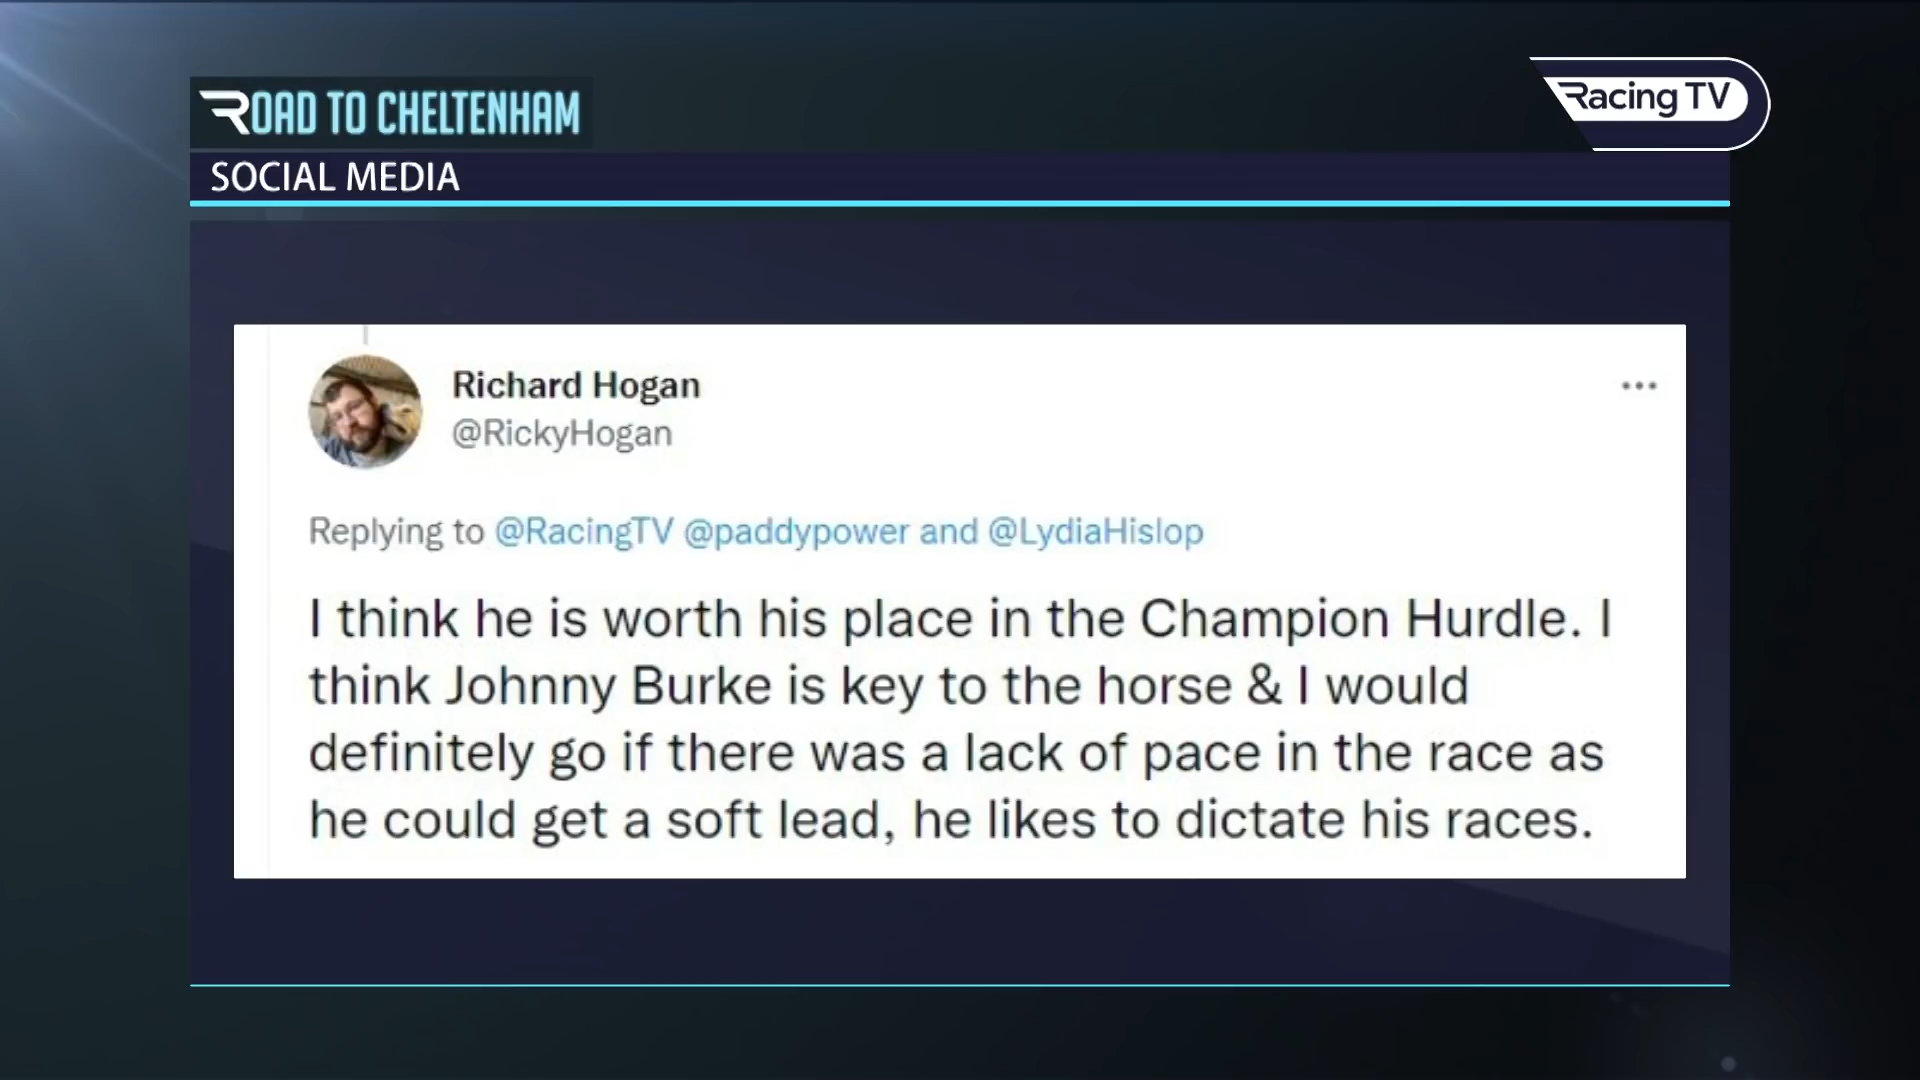 ROAD TO CHELTENHAM
Racing TV
SOCIAL MEDIA
Richard Hogan
@RickyHogan
Replying to @RacingTV @paddypower and @LydiaHislop
I think he is worth his place in the Champion Hurdle. I
think Johnny Burke is key to the horse & I would
definitely go if there was a lack of pace in the race as
he could get a soft lead, he likes to dictate his races.